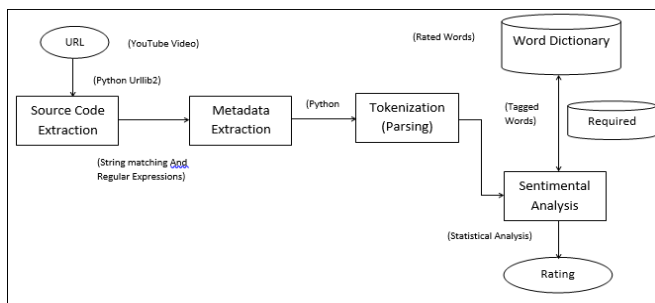 URL
(YouTube Video)
(Rated Words)
Word Dictionary
(Python Urllib2)
Source Code
Extraction
Metadata
Extraction
(Python
Tokenization
(Parsing)
(Tagged
Words)
Required
(String matching And
Regular Expressions)
Sentimental
Analysis
(Statistical Analysis)
Rating